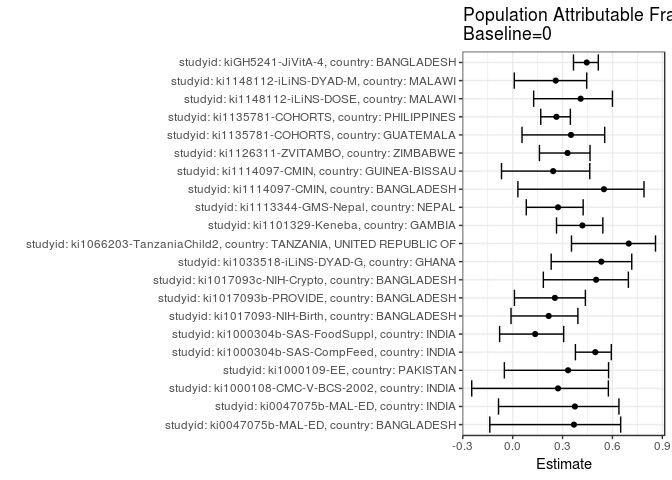 Population Attributable Fra
Baseline=0
studyid: kiGH5241-JiVitA-4, country: BANGLADESH
studyid: ki1148112-iLiNS-DYAD-M, country: MALAWI
studyid: ki1148112-iLiNS-DOSE, country: MALAWI
studyid: ki1135781-COHORTS, country: PHILIPPINES
studyid: ki1135781-COHORTS, country: GUATEMALA
studyid: ki1126311-ZVITAMBO, country: ZIMBABWE
studyid: ki1114097-CMIN, country: GUINEA-BISSAU
studyid: ki1114097-CMIN, country: BANGLADESH
studyid: ki1113344-GMS-Nepal, country: NEPAL
studyid: ki1101329-Keneba, country: GAMBIA
studyid: ki1066203-TanzaniaChild2, country: TANZANIA, UNITED REPUBLIC OF
studyid: ki1033518-iLiNS-DYAD-G, country: GHANA
studyid: ki1017093c-NIH-Crypto, country: BANGLADESH
studyid: ki1017093b-PROVIDE, country: BANGLADESH
studyid: ki1017093-NIH-Birth, country: BANGLADESH
studyid: ki1000304b-SAS-FoodSuppl, country: INDIA
studyid: ki1000304b-SAS-CompFeed, country: INDIA
studyid: ki1000109-EE, country: PAKISTAN
studyid: ki1000108-CMC-V-BCS-2002, country: INDIA
studyid: ki0047075b-MAL-ED, country: INDIA
studyid: ki0047075b-MAL-ED, country: BANGLADESH
-0.3 0.0 0.3 0.6 0.9
Estimate